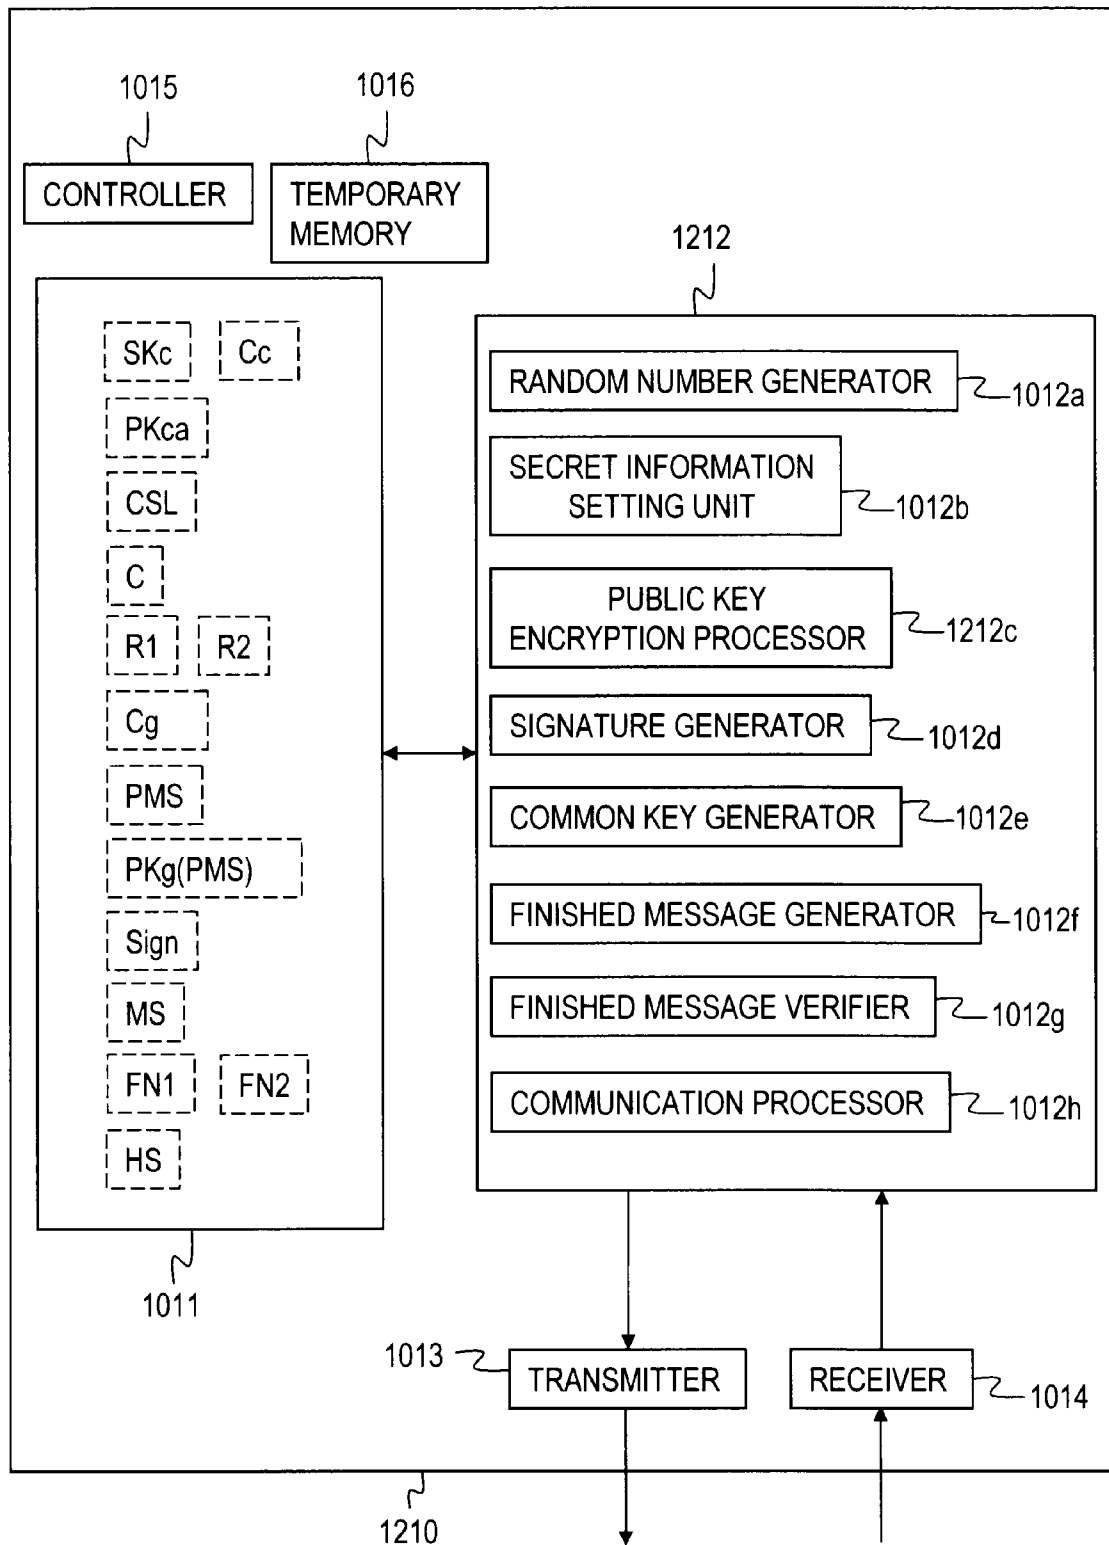 1015
1016
CONTROLLER
TEMPORARY
MEMORY
1212
SKc
Cc
PKca
CSL
C
R1
R2
Cg
PMS
PKg(PMS)
Sign
MS
FN1
FN2
HS
1011
RANDOM NUMBER GENERATOR
1012a
SECRET INFORMATION
SETTING UNIT
1012b
PUBLIC KEY
ENCRYPTION PROCESSOR
1212c
SIGNATURE GENERATOR
1012d
COMMON KEY GENERATOR
1012e
FINISHED MESSAGE GENERATOR
1012f
FINISHED MESSAGE VERIFIER
1012g
COMMUNICATION PROCESSOR
1012h
1013
TRANSMITTER
RECEIVER
1014
1210